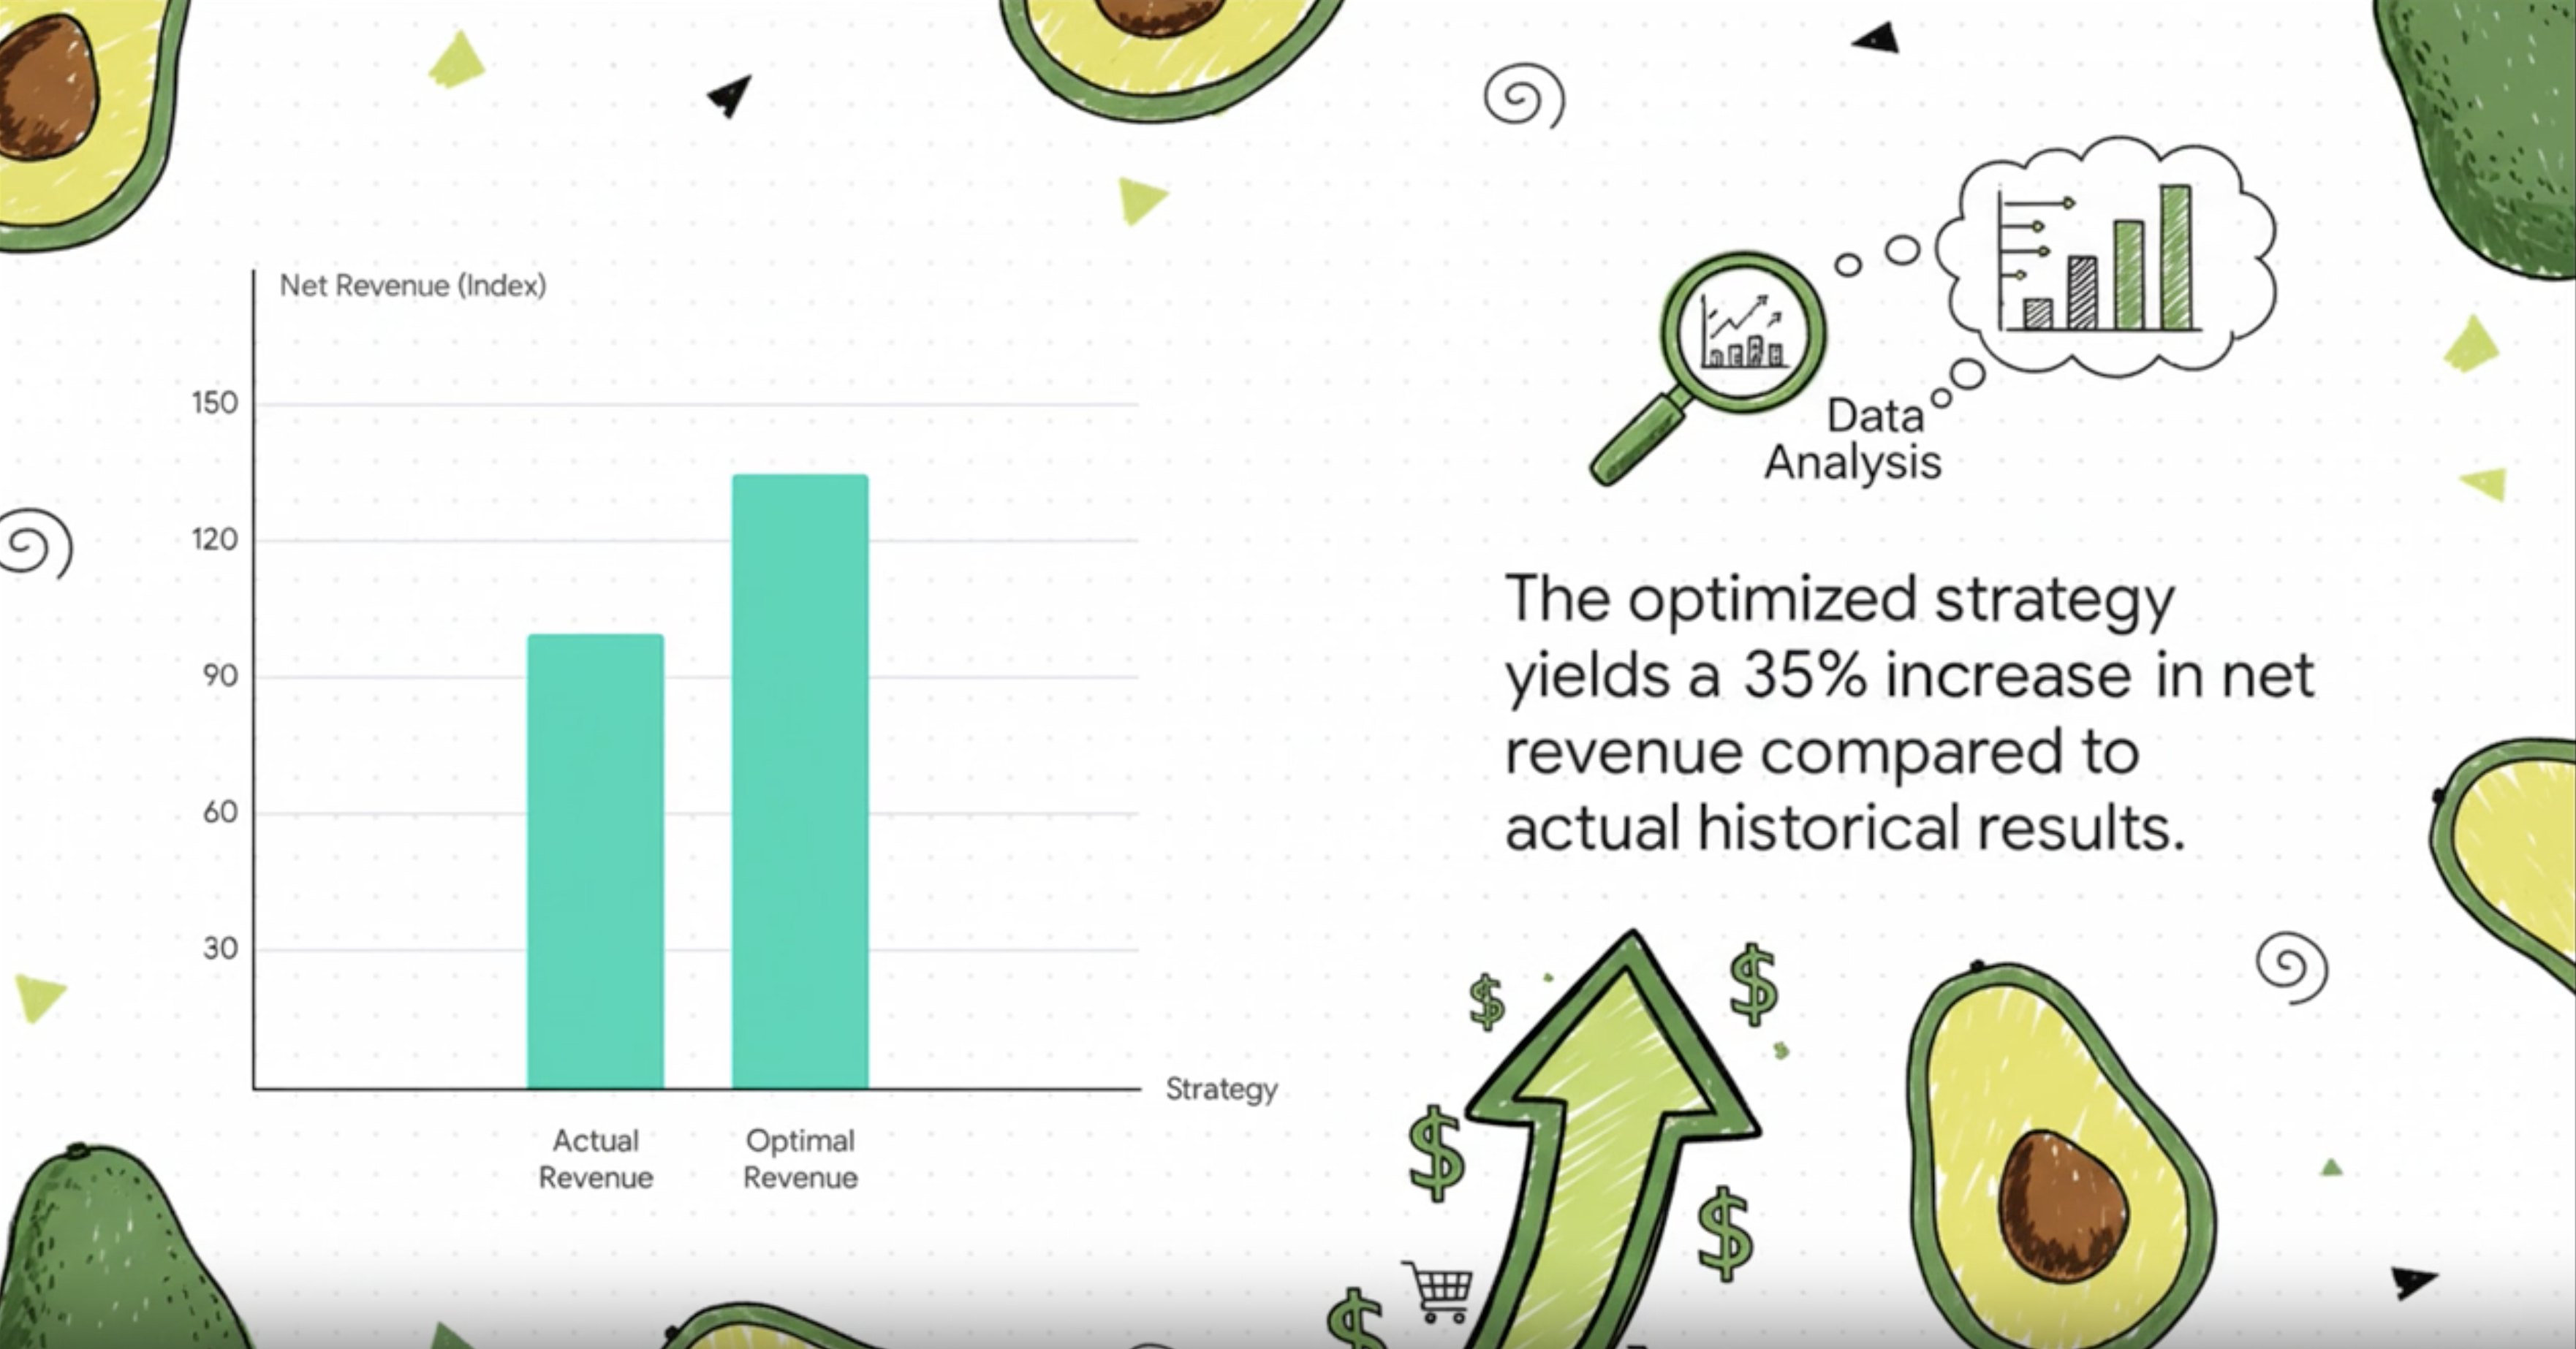 Net Revenue (Index)
150
120
90
60
30
Actual
Revenue
Optimal
Revenue
Strategy
Data
Analysis
The optimized strategy
yields a 35% increase in net
revenue compared to
actual historical results.
$
$
$
$
$
$